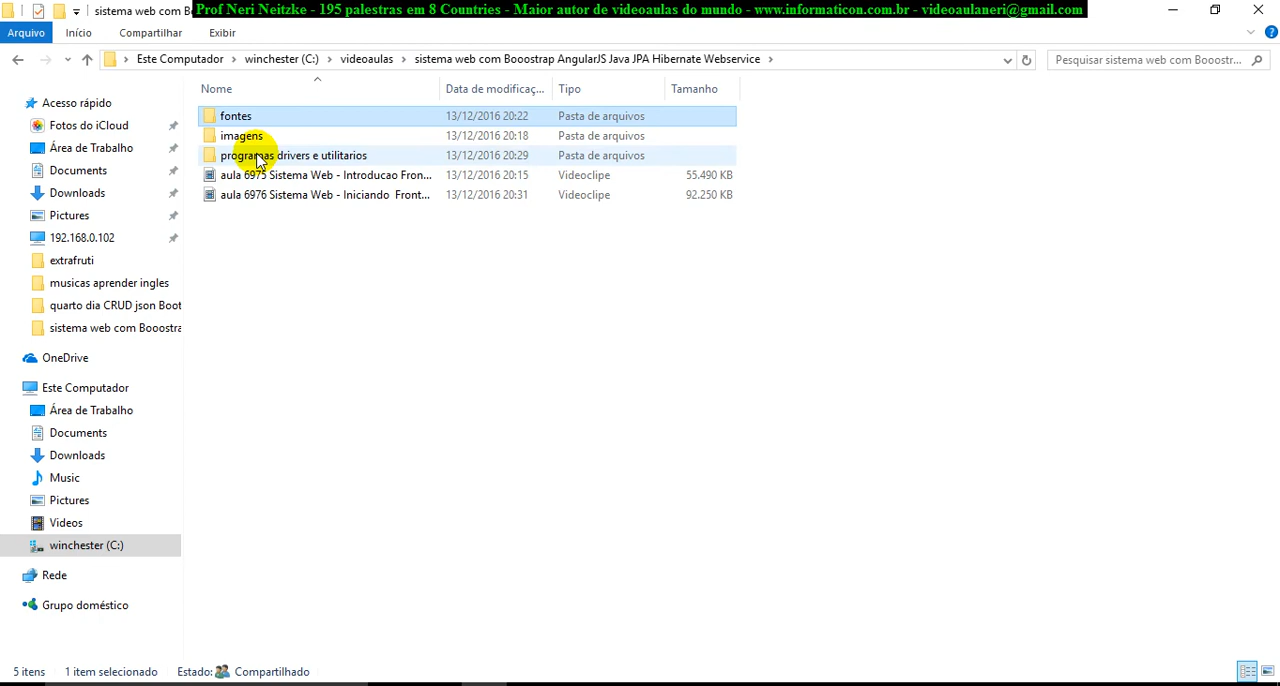 sistema web com B
Prof Neri Neitzke - 195 palestras em 8 Countries - Maior autor de videoaulas do mundo - www.informaticon.com.br - videoaulaneri@gmail.com
Arquivo Início Compartilhar Exibir
Este Computador winchester (C:) videoaulas sistema web com Booostrap AngularJS Java JPA Hibernate Webservice Pesquisar sistema web com Booostr...
Nome Data de modificaç... Tipo Tamanho
fontes 13/12/2016 20:22 Pasta de arquivos
imagens 13/12/2016 20:18 Pasta de arquivos
programas drivers e utilitarios 13/12/2016 20:29 Pasta de arquivos
aula 6975 Sistema Web - Introducao Fron... 13/12/2016 20:15 Videoclipe 55.490 KB
aula 6976 Sistema Web - Iniciando Front... 13/12/2016 20:31 Videoclipe 92.250 KB
Acesso rápido
Fotos do iCloud
Área de Trabalho
Documents
Downloads
Pictures
192.168.0.102
extrafruti
musicas aprender ingles
quarto dia CRUD json Boot
sistema web com Booostra
OneDrive
Este Computador
Área de Trabalho
Documents
Downloads
Music
Pictures
Videos
winchester (C:)
Rede
Grupo doméstico
5 itens 1 item selecionado Estado: Compartilhado